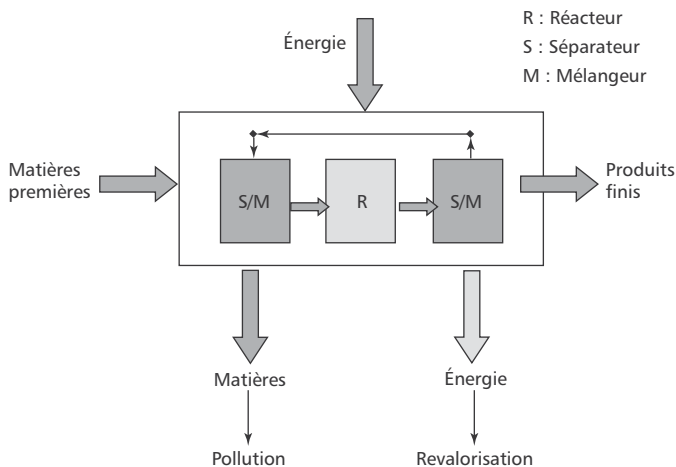 R : Réacteur
S : Séparateur
M : Mélangeur
Énergie
Matières
premières
S/M
R
S/M
Produits
finis
Matières
Énergie
Pollution
Revalorisation